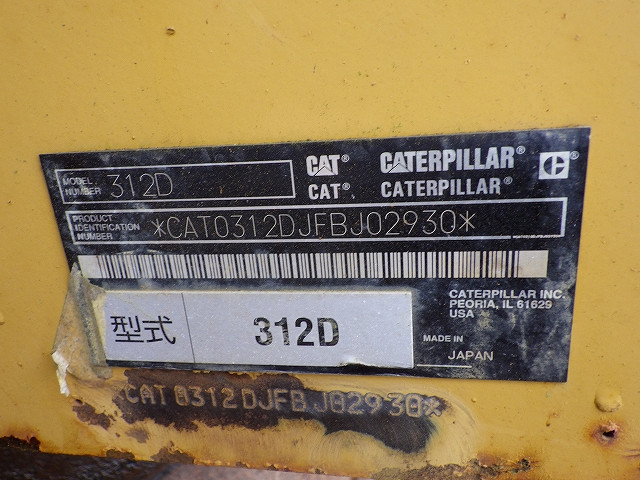 MODEL NUMBER 312D
CAT® CATERPILLAR®
CAT® CATERPILLAR®
PRODUCT IDENTIFICATION NUMBER *CAT0312DJFBJ02930*
CATERPILLAR INC.
PEORIA, IL 61629
USA
型式 312D
MADE IN
JAPAN
*CAT0312DJFBJ02930*